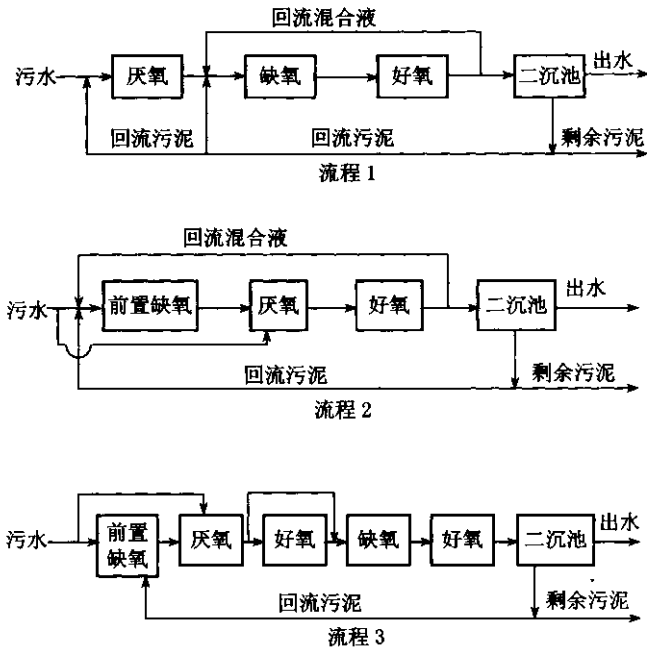 回流混合液
污水
厌氧
缺氧
好氧
二沉池
出水
回流污泥
回流污泥
剩余污泥
流程1
回流混合液
污水
前置缺氧
厌氧
好氧
二沉池
出水
回流污泥
剩余污泥
流程2
污水
前置
缺氧
厌氧
好氧
缺氧
好氧
二沉池
出水
回流污泥
剩余污泥
流程3